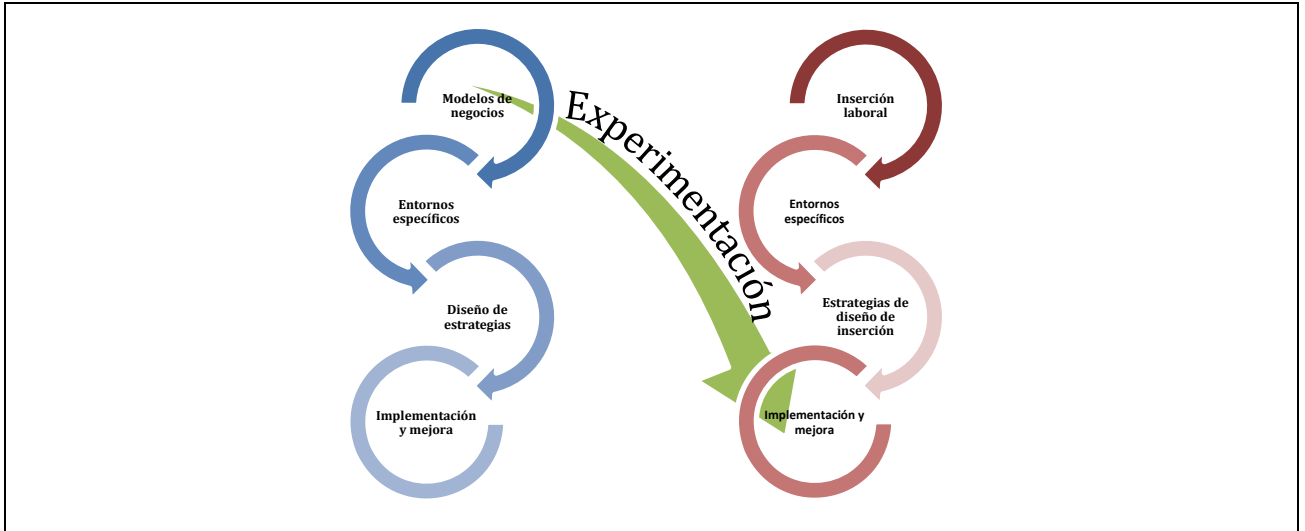 Modelos de
negocios
Entornos
específicos
Diseño de
estrategias
Implementación
y mejora
Experimentación
Inserción
laboral
Entornos
específicos
Estrategias de
diseño de
inserción
Implementación y
mejora